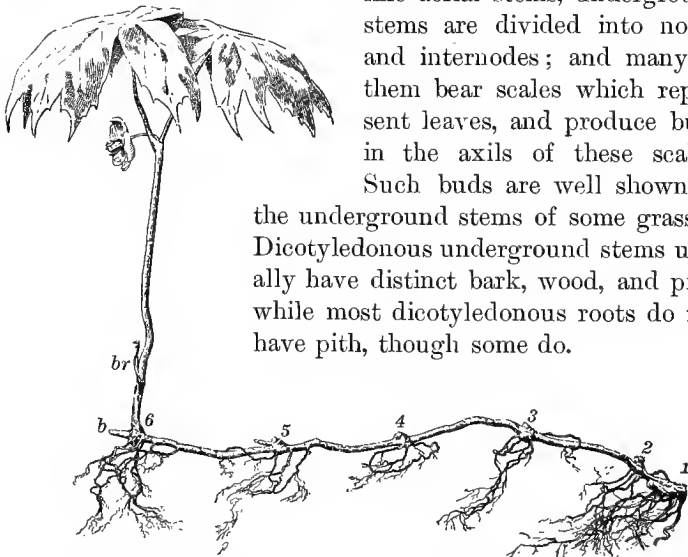 aerial stems,
stems are divided into no
and internodes; and many
them bear scales which rep
sent leaves, and produce bu
in the axils of these sca
Such buds are well shown
the underground stems of some grass
Dicotyledonous underground stems u
ally have distinct bark, wood, and p
while most dicotyledonous roots do
have pith, though some do.
br
b 6 5 4 3 2 1